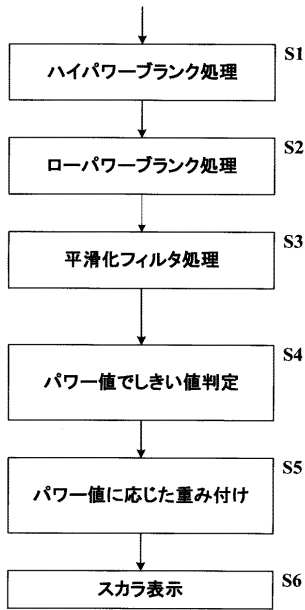 S1
ハイパワーブランク処理
S2
ローパワーブランク処理
S3
平滑化フィルタ処理
S4
パワー値でしきい値判定
S5
パワー値に応じた重み付け
S6
スカラ表示